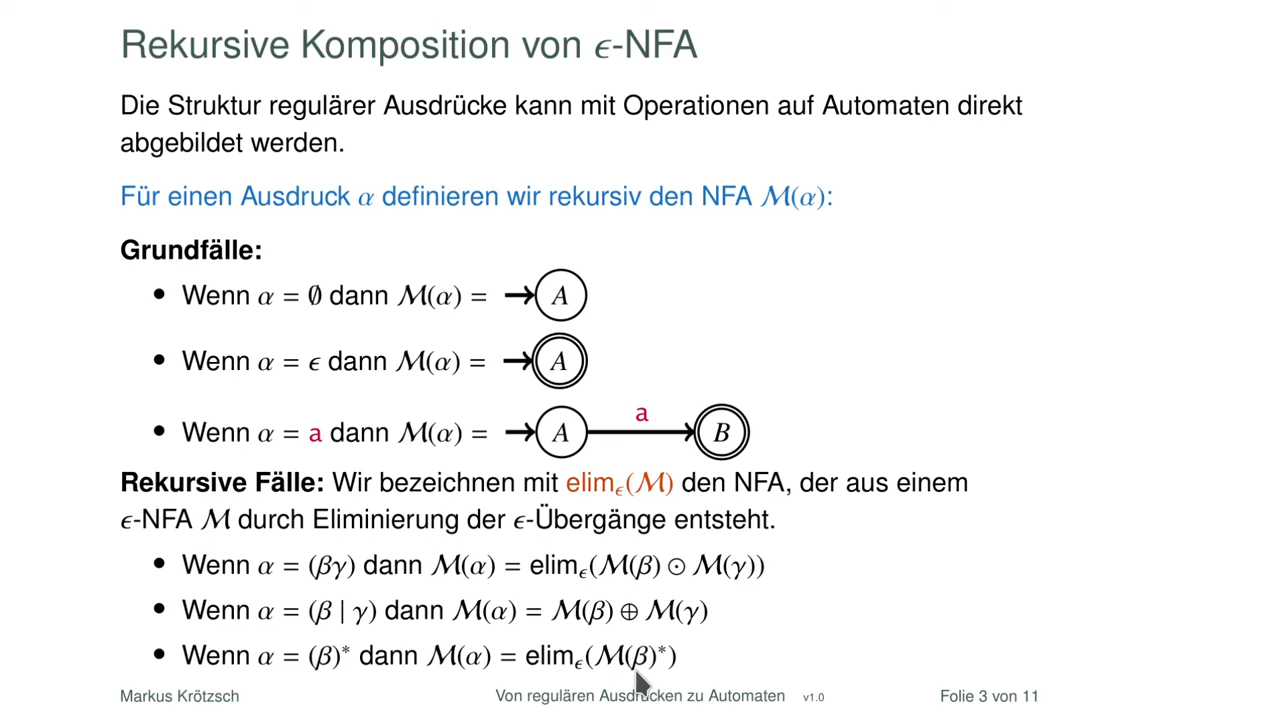 Rekursive Komposition von ϵ-NFA
Die Struktur regulärer Ausdrücke kann mit Operationen auf Automaten direkt
abgebildet werden.
Für einen Ausdruck α definieren wir rekursiv den NFA ℳ(α):
Grundfälle:
• Wenn α = ∅ dann ℳ(α) = A
• Wenn α = ϵ dann ℳ(α) = A
• Wenn α = a dann ℳ(α) = A a B
Rekursive Fälle: Wir bezeichnen mit elimϵ(ℳ) den NFA, der aus einem
ϵ-NFA ℳ durch Eliminierung der ϵ-Übergänge entsteht.
• Wenn α = (βγ) dann ℳ(α) = elimϵ(ℳ(β) ⊙ ℳ(γ))
• Wenn α = (β | γ) dann ℳ(α) = ℳ(β) ⊕ ℳ(γ)
• Wenn α = (β)* dann ℳ(α) = elimϵ(ℳ(β)*)
Markus Krötzsch Von regulären Ausdrücken zu Automaten v1.0 Folie 3 von 11